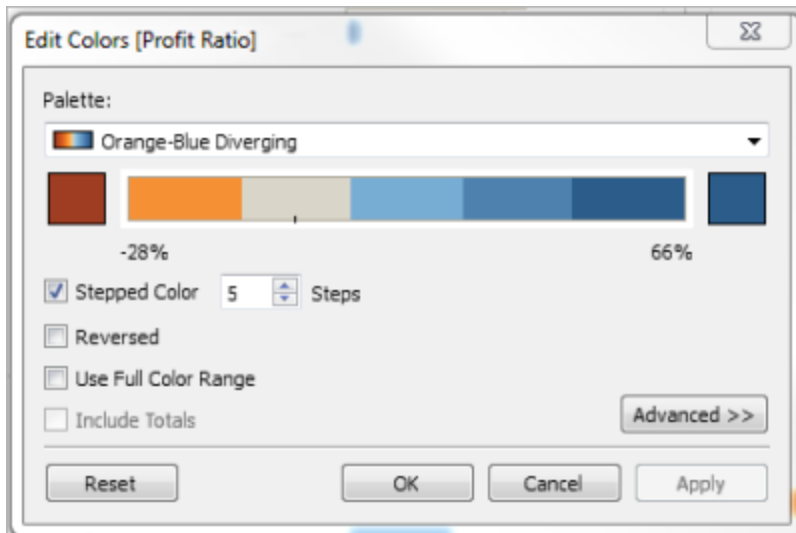 Edit Colors [Profit Ratio]
Palette:
Orange-Blue Diverging
-28% 66%
Stepped Color 5 Steps
Reversed
Use Full Color Range
Include Totals
Advanced >>
Reset OK Cancel Apply